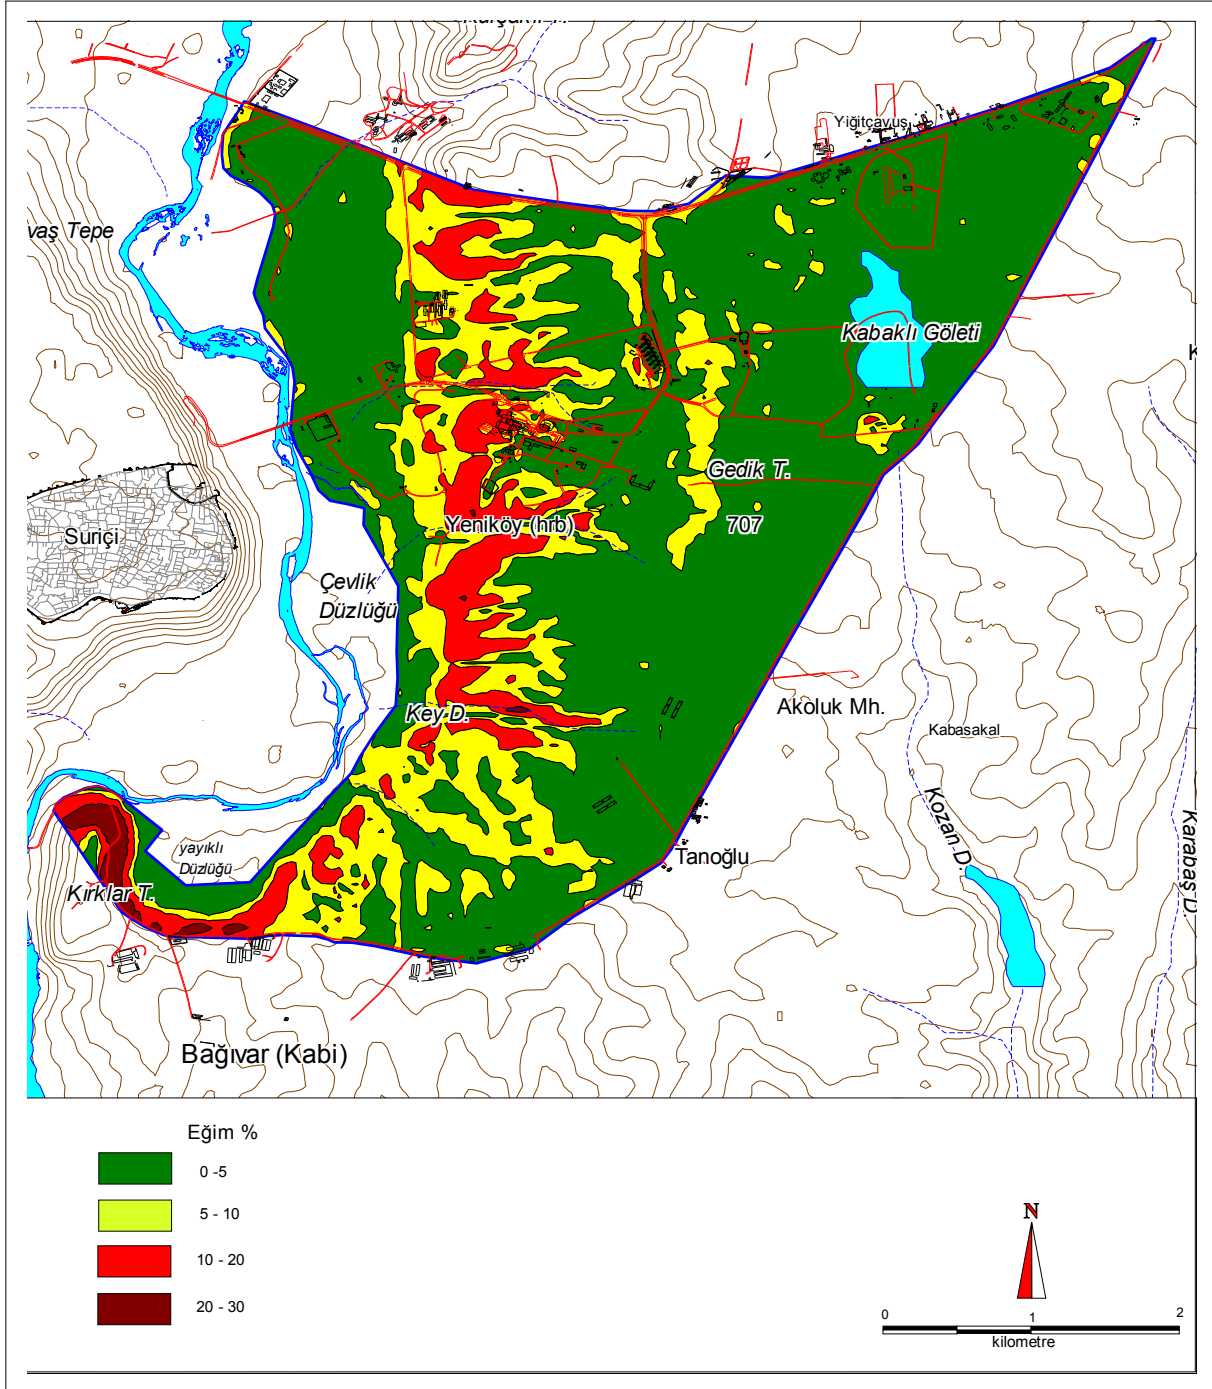 Yiğitçavuş
vaş Tepe
Kabaklı Göleti
K
Gedik T.
Suriçi
Yeniköy (hrb)
707
Çevlik
Düzlüğü
Key D.
Akoluk Mh.
Kabasakal
Kozan D.
Karabaş D.
yayıklı
Düzlüğü
Tanoğlu
Kırklar T.
Bağıvar (Kabi)
Eğim %
0 -5
5 - 10
10 - 20
20 - 30
N
0
1
2
kilometre